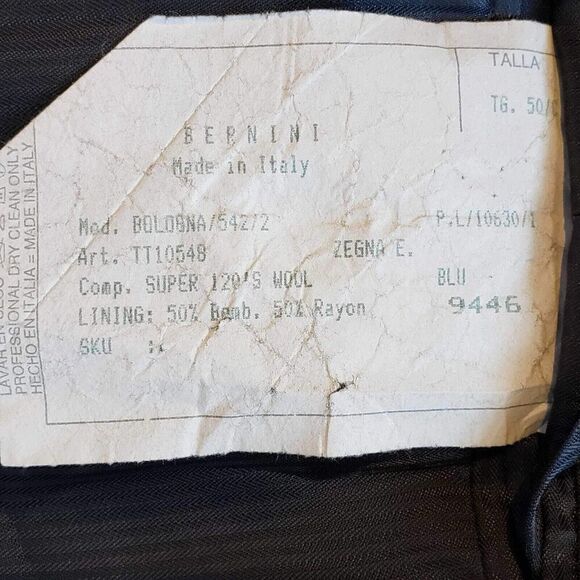 TALLA
TG. 50/
BERNINI
Made in Italy
Mod. BOLOGNA/542/2 P.L/10630/1
Art. TT10548 ZEGNA E.
Comp. SUPER 120'S WOOL BLU
LINING: 50% Bemb. 50% Rayon 9446
SKU :
PROFESSIONAL DRY CLEAN ONLY
HECHO EN ITALIA = MADE IN ITALY